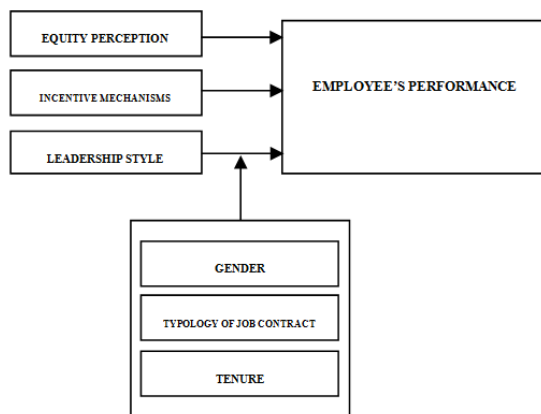 EQUITY PERCEPTION
INCENTIVE MECHANISMS
LEADERSHIP STYLE
EMPLOYEE’S PERFORMANCE
GENDER
TYPOLOGY OF JOB CONTRACT
TENURE